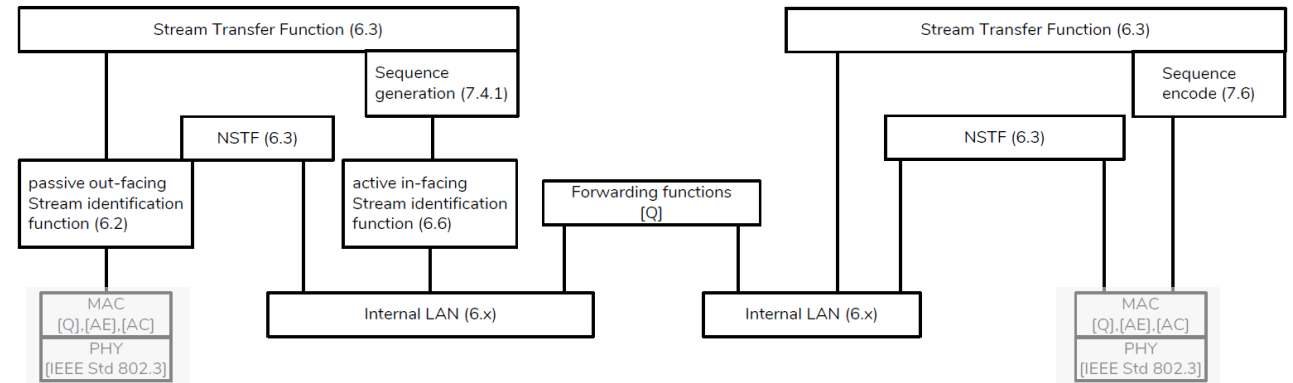 Stream Transfer Function (6.3)
Sequence
generation (7.4.1)
NSTF (6.3)
passive out-facing
Stream identification
function (6.2)
active in-facing
Stream identification
function (6.6)
Forwarding functions
[Q]
Internal LAN (6.x)
MAC
[Q],[AE],[AC]
PHY
[IEEE Std 802.3]
Stream Transfer Function (6.3)
Sequence
encode (7.6)
NSTF (6.3)
Internal LAN (6.x)
MAC
[Q],[AE],[AC]
PHY
[IEEE Std 802.3]